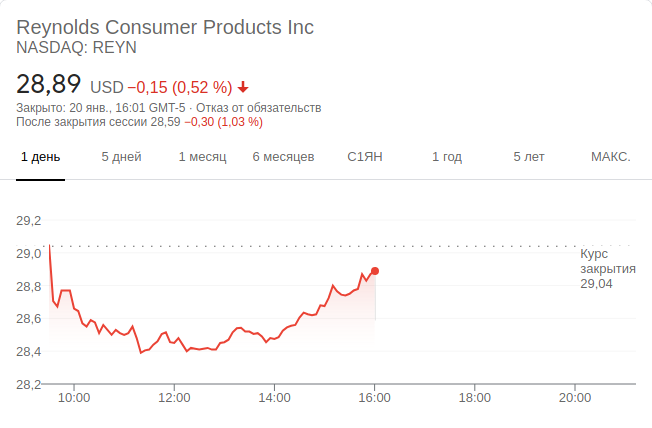 Reynolds Consumer Products Inc
NASDAQ: REYN
28,89 USD −0,15 (0,52 %)
Закрыто: 20 янв., 16:01 GMT-5 · Отказ от обязательств
После закрытия сессии 28,59 −0,30 (1,03 %)
1 день 5 дней 1 месяц 6 месяцев С1ЯН 1 год 5 лет МАКС.
29,2
29,0
28,8
28,6
28,4
28,2
Курс
закрытия
29,04
10:00 12:00 14:00 16:00 18:00 20:00